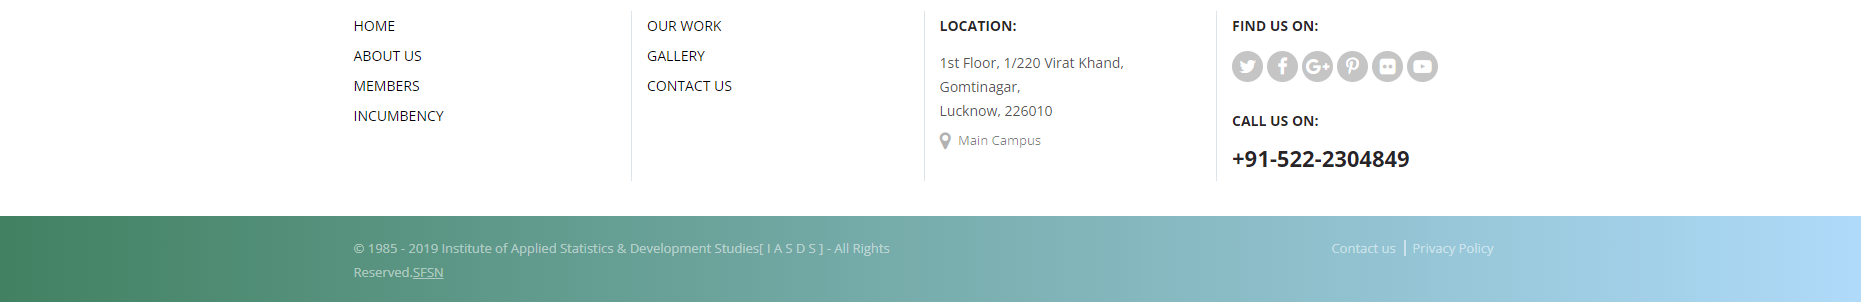 HOME
ABOUT US
MEMBERS
INCUMBENCY
OUR WORK
GALLERY
CONTACT US
LOCATION:
1st Floor, 1/220 Virat Khand,
Gomtinagar,
Lucknow, 226010
Main Campus
FIND US ON:
CALL US ON:
+91-522-2304849
© 1985 - 2019 Institute of Applied Statistics & Development Studies[ I A S D S ] - All Rights
Reserved.SFSN
Contact us | Privacy Policy